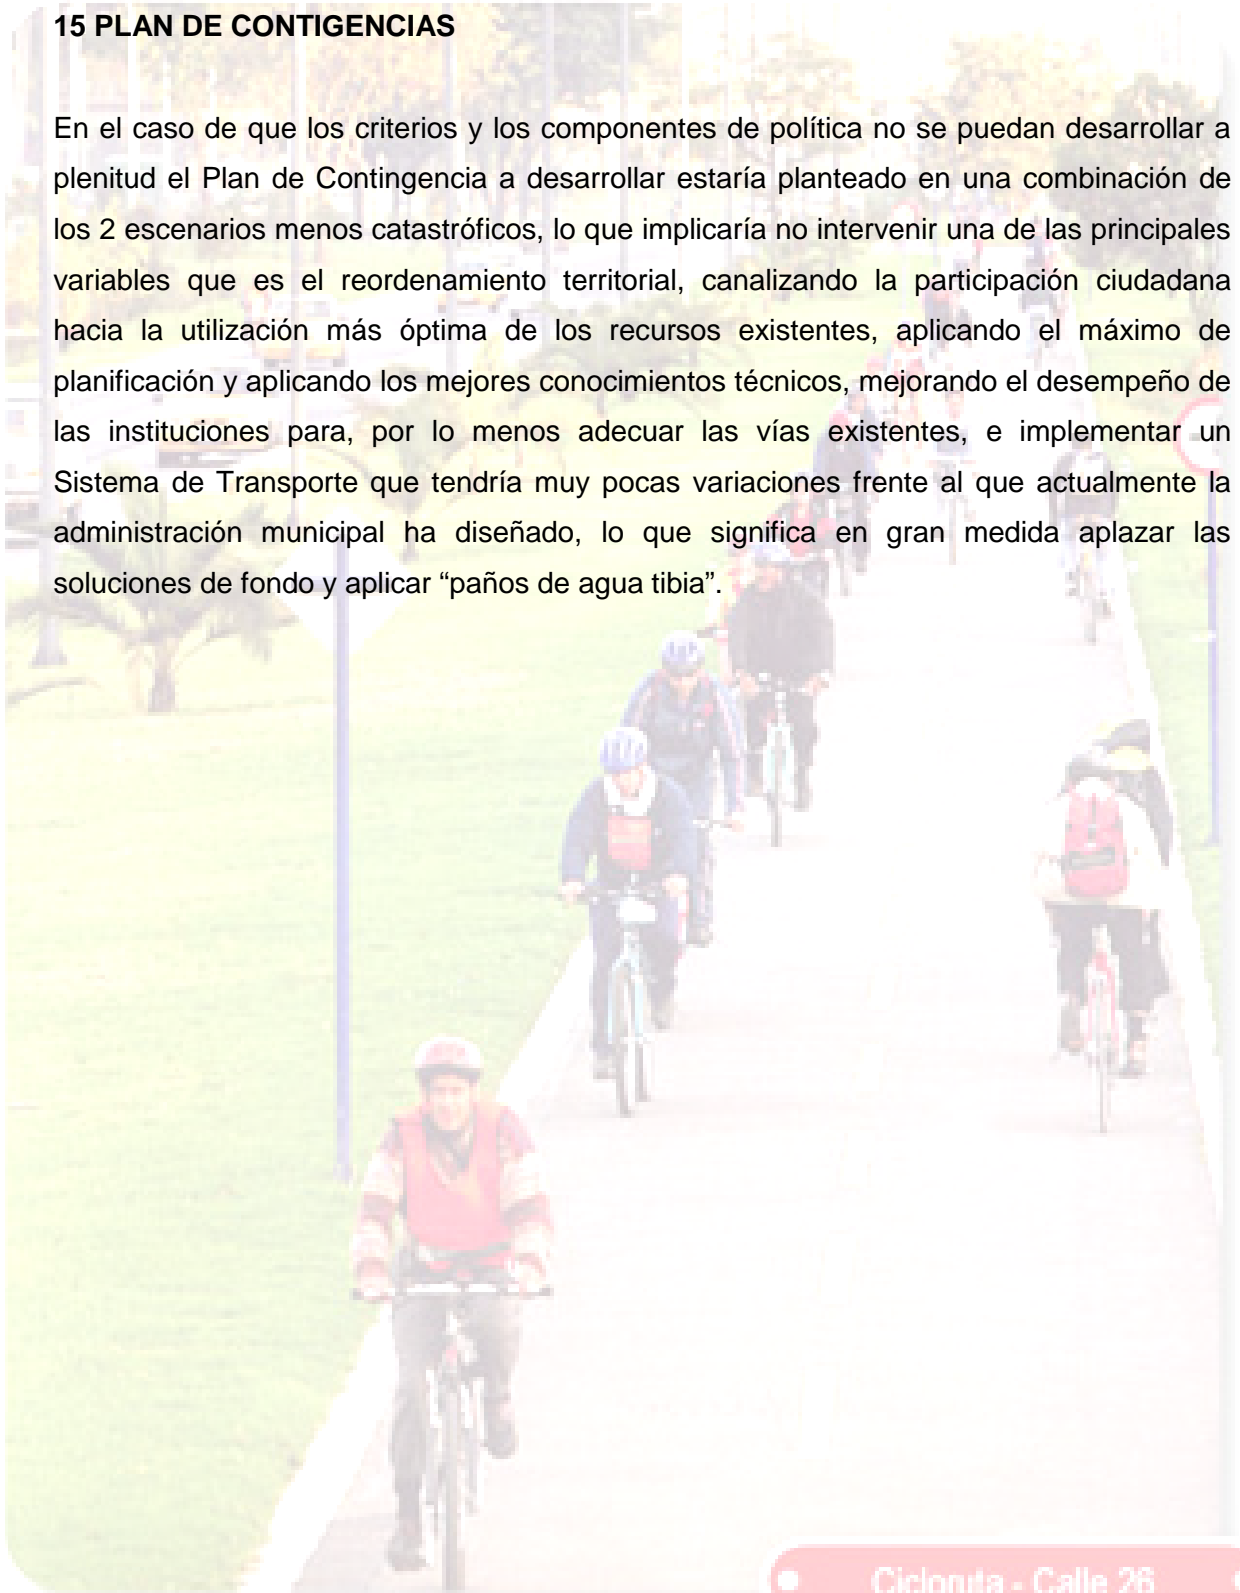 15 PLAN DE CONTIGENCIAS
En el caso de que los criterios y los componentes de política no se puedan desarrollar a
plenitud el Plan de Contingencia a desarrollar estaría planteado en una combinación de
los 2 escenarios menos catastróficos, lo que implicaría no intervenir una de las principales
variables que es el reordenamiento territorial, canalizando la participación ciudadana
hacia la utilización más óptima de los recursos existentes, aplicando el máximo de
planificación y aplicando los mejores conocimientos técnicos, mejorando el desempeño de
las instituciones para, por lo menos adecuar las vías existentes, e implementar un
Sistema de Transporte que tendría muy pocas variaciones frente al que actualmente la
administración municipal ha diseñado, lo que significa en gran medida aplazar las
soluciones de fondo y aplicar “paños de agua tibia”.
Cicloruta - Calle 26